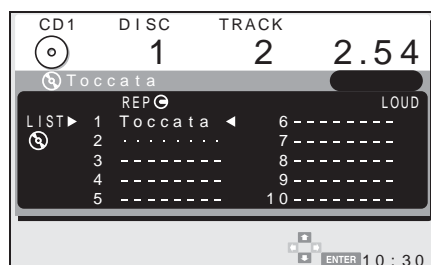 CD1 DISC TRACK
1 2 2.54
Toccata
REP LOUD
LIST▶ 1 Toccata ◀ 6 --------
2 ········ 7 --------
3 -------- 8 --------
4 -------- 9 --------
5 -------- 10 --------
ENTER 10:30